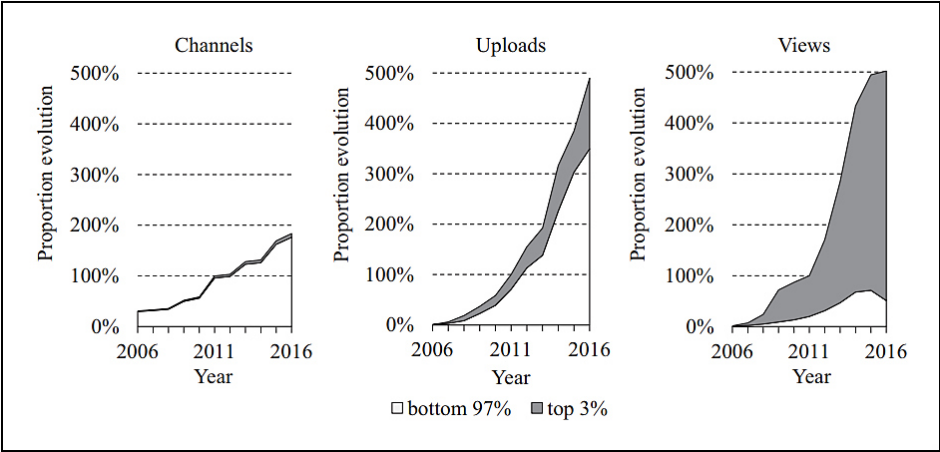 Channels
500%
400%
300%
200%
100%
0%
Proportion evolution
2006 2011 2016
Year
Uploads
500%
400%
300%
200%
100%
0%
Proportion evolution
2006 2011 2016
Year
Views
500%
400%
300%
200%
100%
0%
Proportion evolution
2006 2011 2016
Year
bottom 97% top 3%